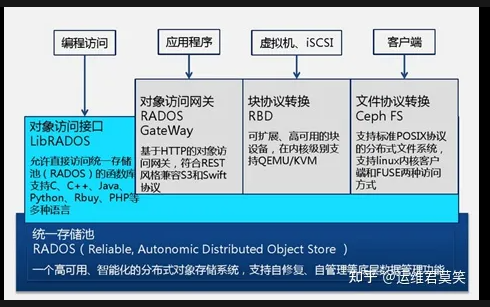 编程访问
应用程序
虚拟机、iSCSI
客户端
对象访问接口
LibRADOS
允许直接访问统一存储
池（RADOS）的函数库
支持C、C++、Java、
Python、Rbuy、PHP等
多种语言
对象访问网关
RADOS
GateWay
基于HTTP的对象访
问网关，符合REST
风格兼容S3和Swift
协议
块协议转换
RBD
可扩展、高可用的块
设备，在内核级别支
持QEMU/KVM
文件协议转换
Ceph FS
支持标准POSIX协议
的分布式文件系统，
支持linux内核客户
端和FUSE两种访问
方式
统一存储池
RADOS（Reliable, Autonomic Distributed Object Store ）
一个高可用、智能化的分布式对象存储系统，支持自修复、自管理等底层数据管理功能
知乎 @运维君莫笑